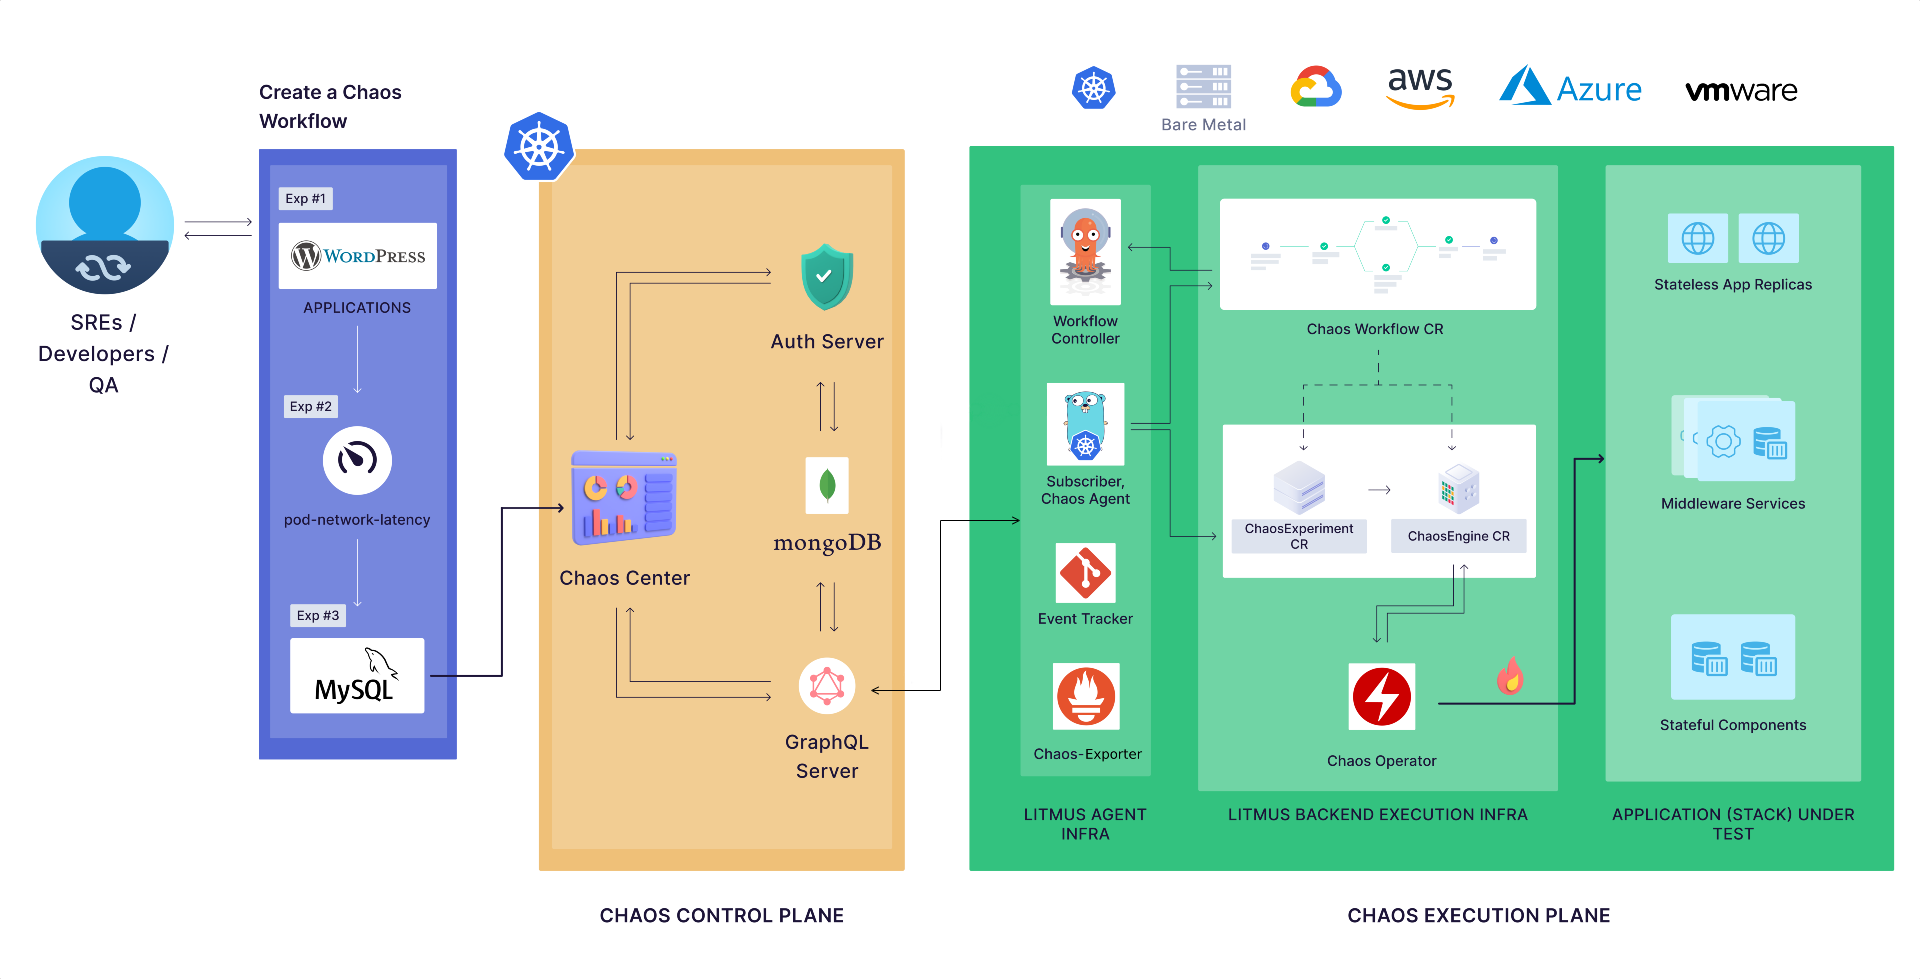 Create a Chaos
Workflow
SREs /
Developers /
QA
Exp #1
WORDPRESS
APPLICATIONS
Exp #2
pod-network-latency
Exp #3
MySQL
Auth Server
mongoDB
Chaos Center
GraphQL
Server
CHAOS CONTROL PLANE
Bare Metal
aws
Azure
vmware
Workflow
Controller
Subscriber,
Chaos Agent
Event Tracker
Chaos-Exporter
LITMUS AGENT
INFRA
Chaos Workflow CR
ChaosExperiment
CR
ChaosEngine CR
Chaos Operator
LITMUS BACKEND EXECUTION INFRA
Stateless App Replicas
Middleware Services
Stateful Components
APPLICATION (STACK) UNDER
TEST
CHAOS EXECUTION PLANE